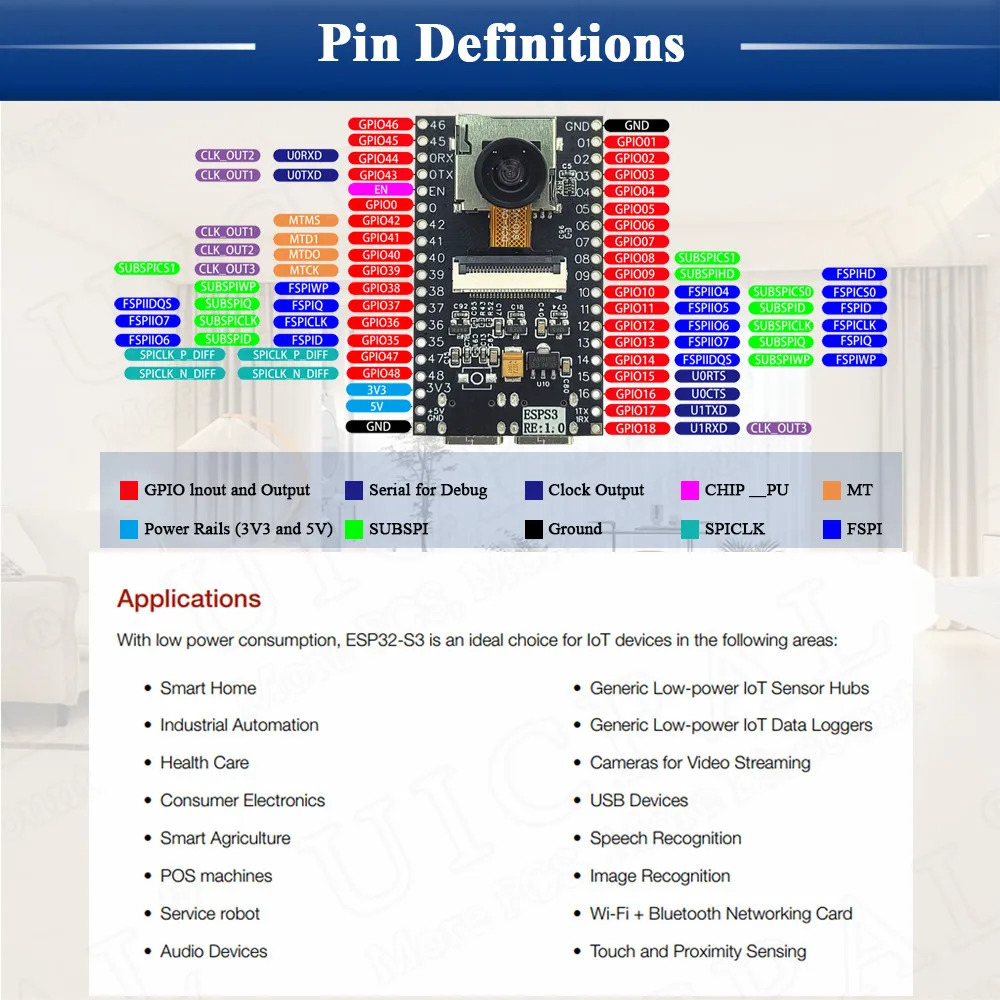 Pin Definitions
GPIO46 46 GND GND
GPIO45 45 01 GPIO01
CLK_OUT2 U0RXD GPIO44 0RX 02 GPIO02
CLK_OUT1 U0TXD GPIO43 0TX 03 GPIO03
EN EN GPIO04
GPIO0 0 05 GPIO05
MTMS GPIO42 42 06 GPIO06
CLK_OUT1 MTD1 GPIO41 41 07 GPIO07
CLK_OUT2 MTDO GPIO40 40 08 GPIO08 SUBSPICS1
SUBSPICS1 CLK_OUT3 MTCK GPIO39 39 09 GPIO09 SUBSPIHD FSPIHD
SUBSPIWP FSPIWP GPIO38 38 10 GPIO10 FSPIIO4 SUBSPICS0 FSPICS0
FSPIIDQS SUBSPIQ FSPIQ GPIO37 37 11 GPIO11 FSPIIO5 SUBSPID FSPID
FSPIIO7 SUBSPICLK FSPICLK GPIO36 36 12 GPIO12 FSPIIO6 SUBSPICLK FSPICLK
FSPIIO6 SUBSPID FSPID GPIO35 35 13 GPIO13 FSPIIO7 SUBSPIQ FSPIQ
SPICLK_P_DIFF SPICLK_P_DIFF GPIO47 47 14 GPIO14 FSPIIDQS SUBSPIWP FSPIWP
SPICLK_N_DIFF SPICLK_N_DIFF GPIO48 48 15 GPIO15 U0RTS
3V3 3V3 16 GPIO16 U0CTS
5V +5V 1TX GPIO17 U1TXD
GND GND 1RX GPIO18 U1RXD CLK_OUT3
U10
ESPS3
RE:1.0
GPIO lnout and Output Serial for Debug Clock Output CHIP __PU MT
Power Rails (3V3 and 5V) SUBSPI Ground SPICLK FSPI
Applications
With low power consumption, ESP32-S3 is an ideal choice for IoT devices in the following areas:
• Smart Home
• Industrial Automation
• Health Care
• Consumer Electronics
• Smart Agriculture
• POS machines
• Service robot
• Audio Devices
• Generic Low-power IoT Sensor Hubs
• Generic Low-power IoT Data Loggers
• Cameras for Video Streaming
• USB Devices
• Speech Recognition
• Image Recognition
• Wi-Fi + Bluetooth Networking Card
• Touch and Proximity Sensing
UICPAL